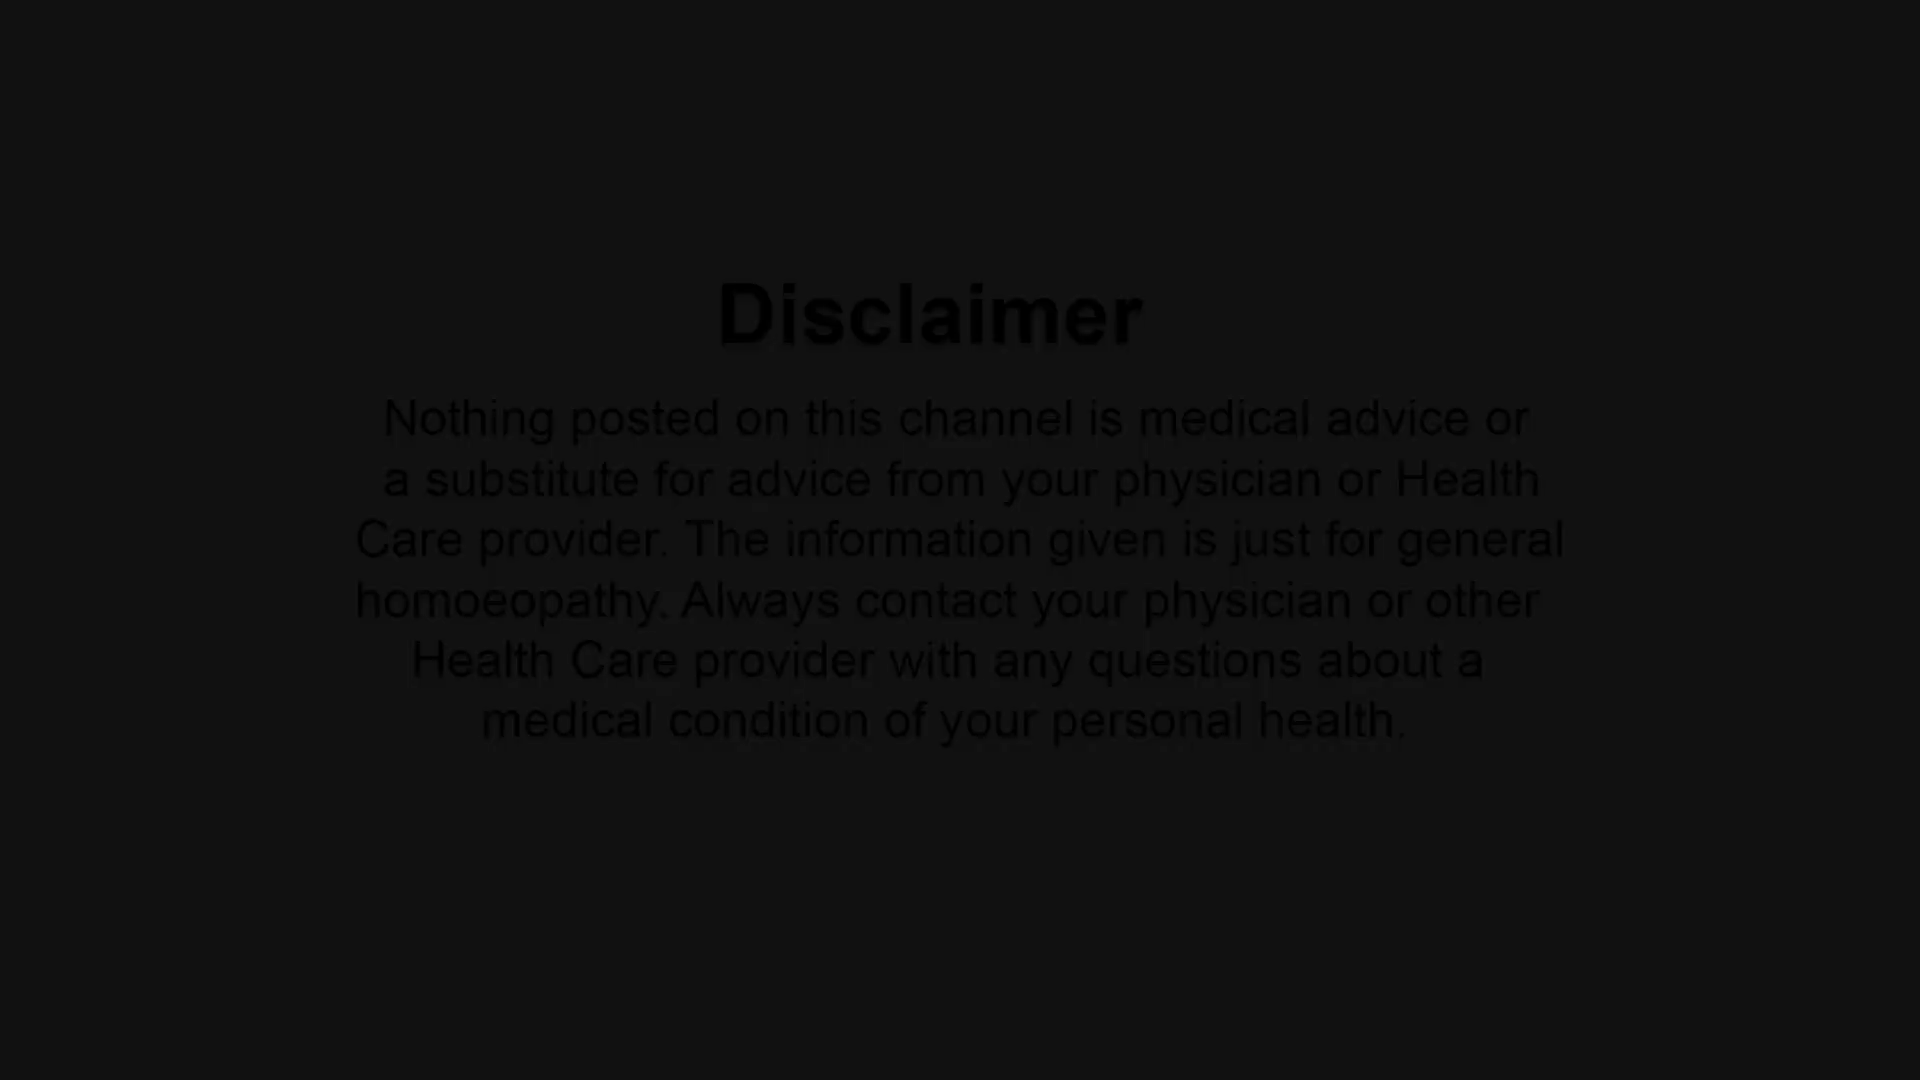 Disclaimer
Nothing posted on this channel is medical advice or
a substitute for advice from your physician or Health
Care provider. The information given is just for general
homoeopathy. Always contact your physician or other
Health Care provider with any questions about a
medical condition of your personal health.